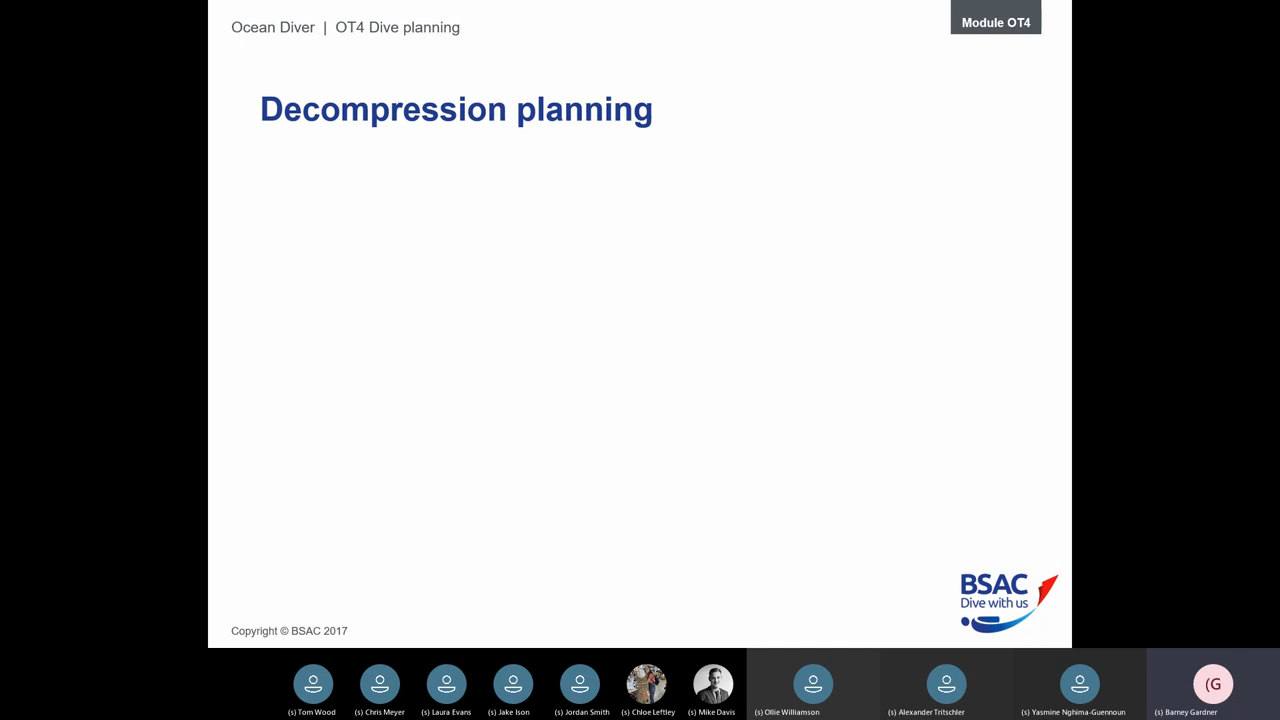 Ocean Diver | OT4 Dive planning
Module OT4
Decompression planning
BSAC
Dive with us
Copyright © BSAC 2017
(G
(s) Tom Wood
(s) Chris Meyer
(s) Laura Evans
(s) Jake Ison
(s) Jordan Smith
(s) Chloe Leftley
(s) Mike Davis
(s) Ollie Williamson
(s) Alexander Tritschler
(s) Yasmine Nghima-Guennoun
(s) Barney Gardner